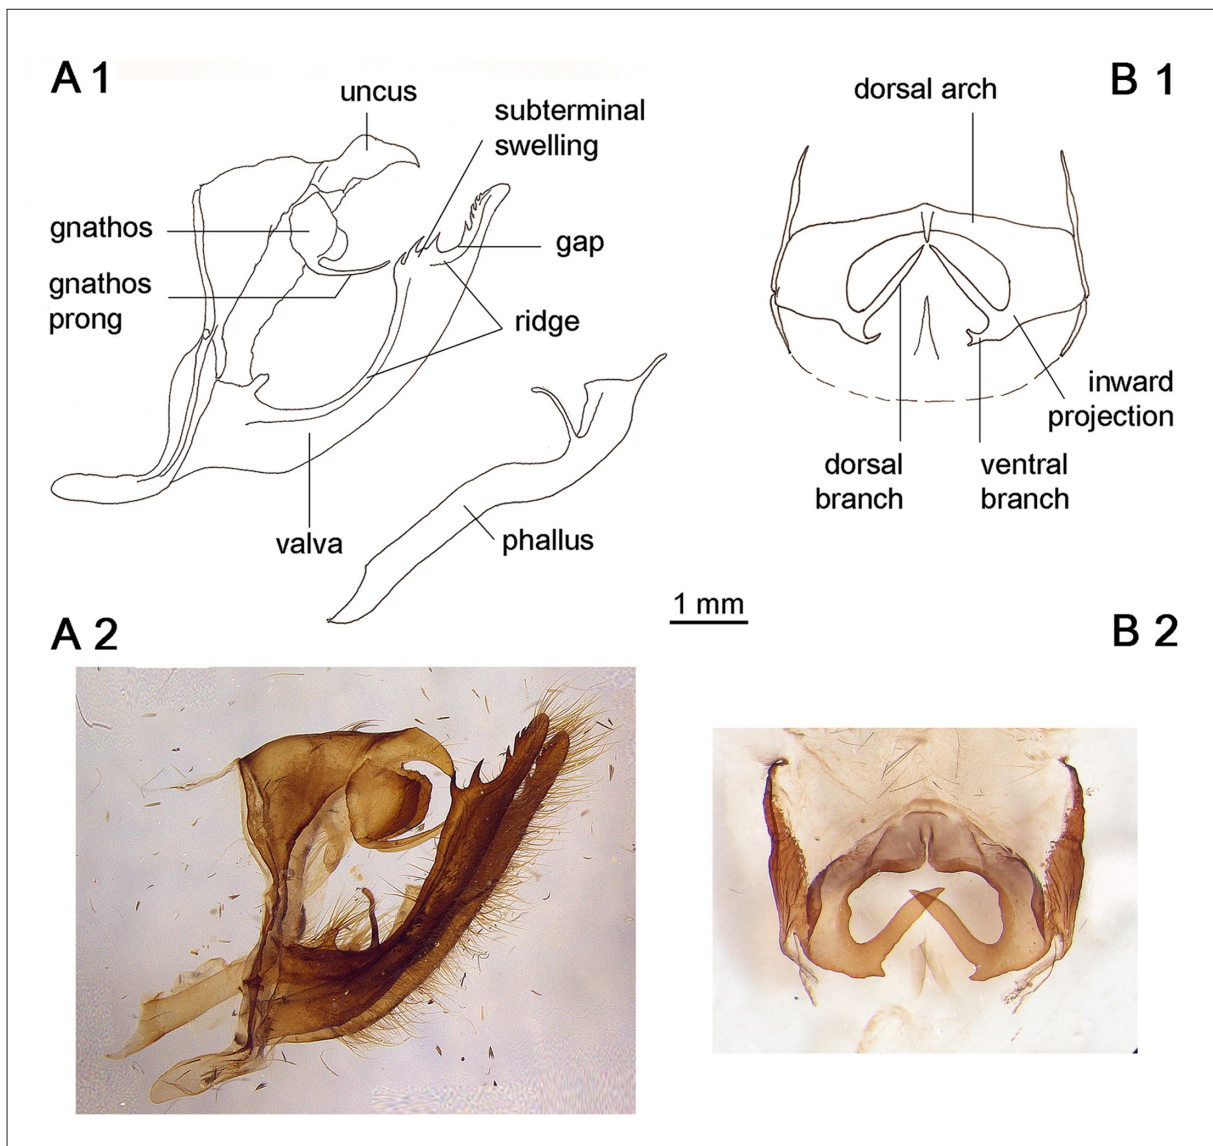 A 1
uncus
subterminal
swelling
gnathos
gap
gnathos
prong
ridge
valva
phallus
B 1
dorsal arch
inward
projection
dorsal
branch
ventral
branch
1 mm
A 2
B 2